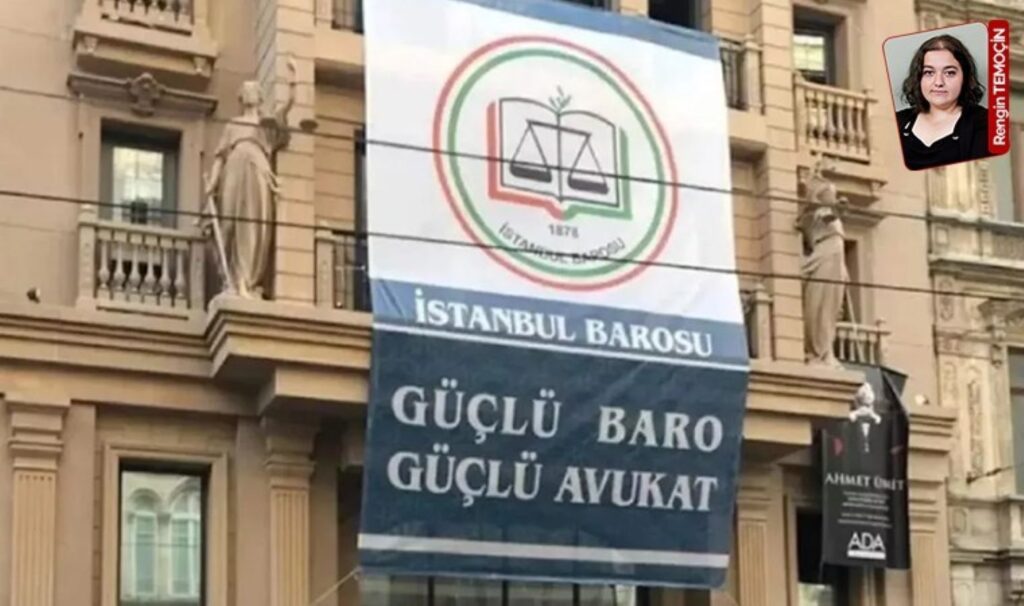 Rengin TEMOÇİN
1878
İSTANBUL BAROSU
İSTANBUL BAROSU
GÜÇLÜ BARO
GÜÇLÜ AVUKAT
AHMET ÜMİT
ADA